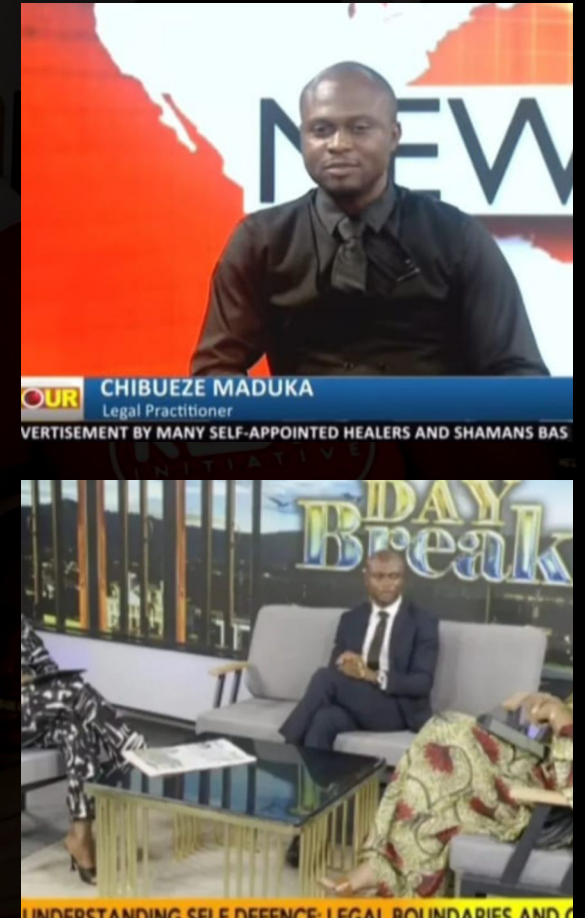 NEW
OUR
CHIBUEZE MADUKA
Legal Practitioner
VERTISEMENT BY MANY SELF-APPOINTED HEALERS AND SHAMANS BAS
INITIATIVE
DAY
Break
UNDERSTANDING SELF DEFENCE: LEGAL BOUNDARIES AND